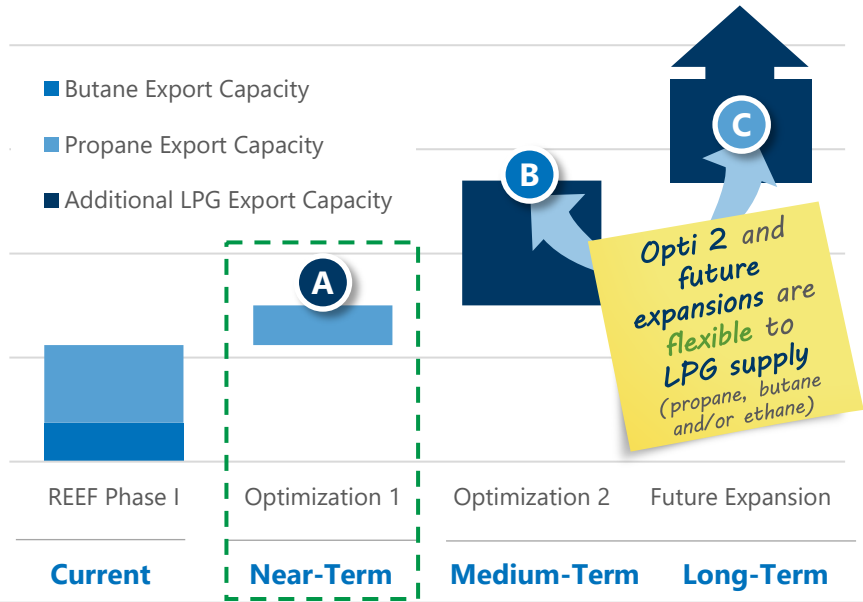 Butane Export Capacity
Propane Export Capacity
Additional LPG Export Capacity
A
B
C
Opti 2 and
future
expansions are
flexible to
LPG supply
(propane, butane
and/or ethane)
REEF Phase I
Optimization 1
Optimization 2
Future Expansion
Current
Near-Term
Medium-Term
Long-Term